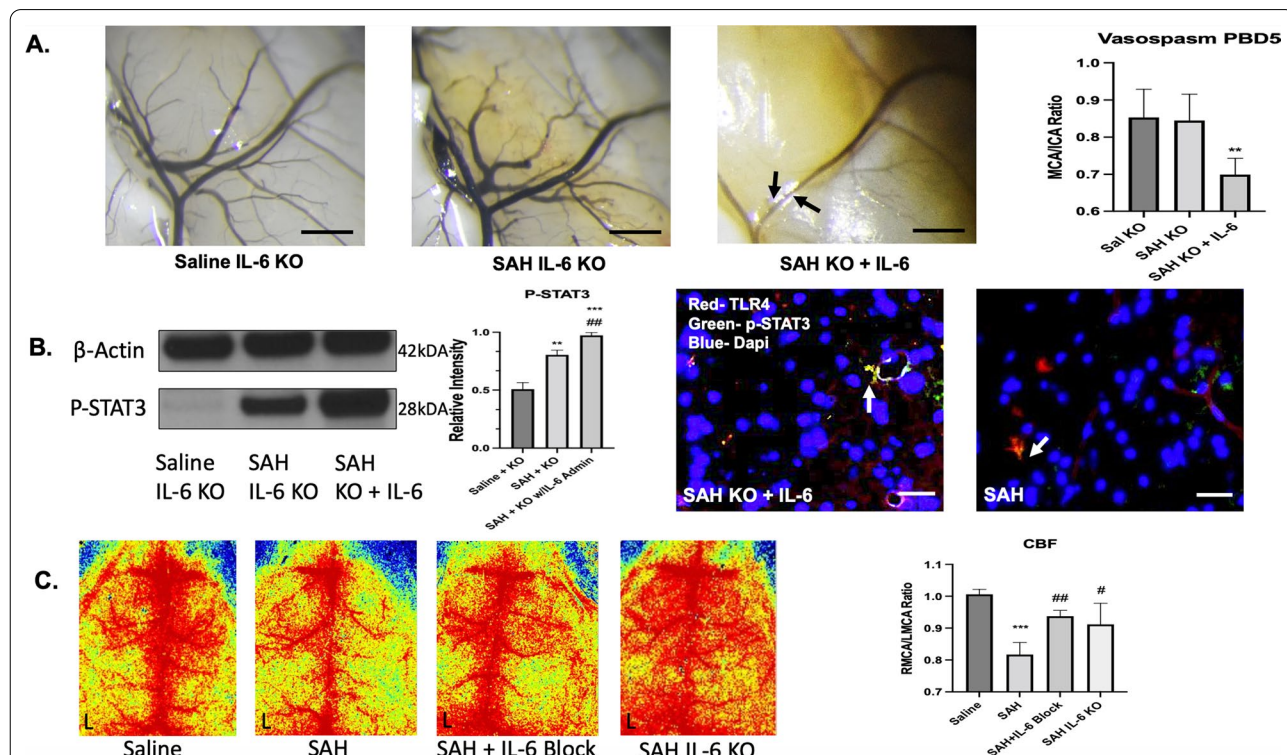 A.
Saline IL-6 KO
SAH IL-6 KO
SAH KO + IL-6
Vasospasm PBD5
MCA/ICA Ratio
1.0
0.9
0.8
0.7
0.6
Sal KO
SAH KO
SAH KO + IL-6
**
B.
β-Actin
42kDA
P-STAT3
28kDA
Saline
IL-6 KO
SAH
IL-6 KO
SAH
KO + IL-6
P-STAT3
Relative Intensity
1.0
0.5
0.0
**
***
##
Saline + KO
SAH + KO
SAH + KO w/IL-6 Admin
Red- TLR4
Green- p-STAT3
Blue- Dapi
SAH KO + IL-6
SAH
C.
L
L
L
L
Saline
SAH
SAH + IL-6 Block
SAH IL-6 KO
CBF
RMCA/LMCA Ratio
1.1
1.0
0.9
0.8
0.7
***
##
#
Saline
SAH
SAH+IL-6 Block
SAH IL-6 KO